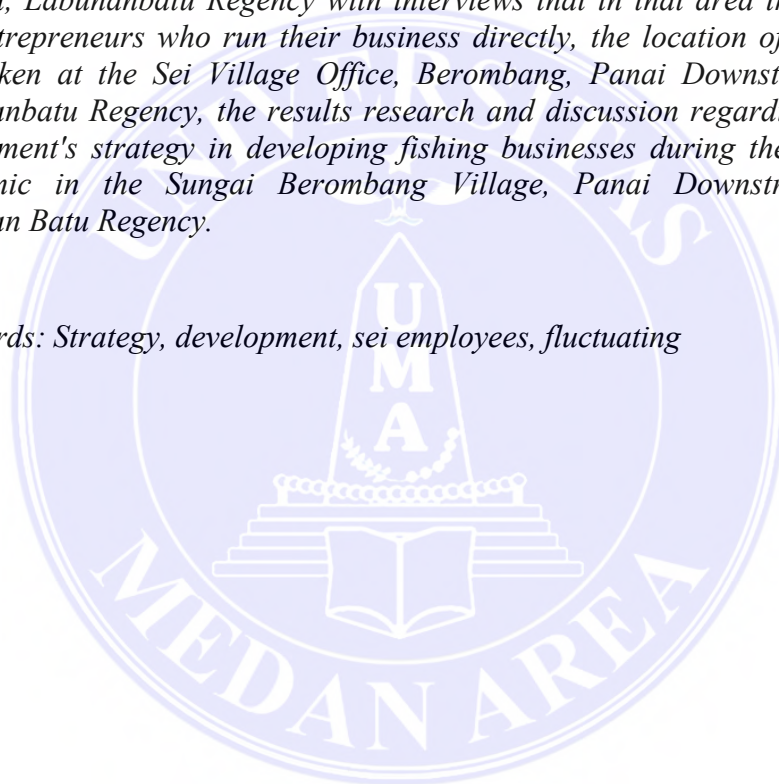 Labuhanbatu Regency with interviews that in that area
trepreneurs who run their business directly, the location of
ken at the Sei Village Office, Berombang, Panai Downst
nbatu Regency, the results research and discussion regard
ment's strategy in developing fishing businesses during the
nic in the Sungai Berombang Village, Panai Downstr
n Batu Regency.
rds: Strategy, development, sei employees, fluctuating
UNIVERSITAS
U
M
A
MEDAN AREA